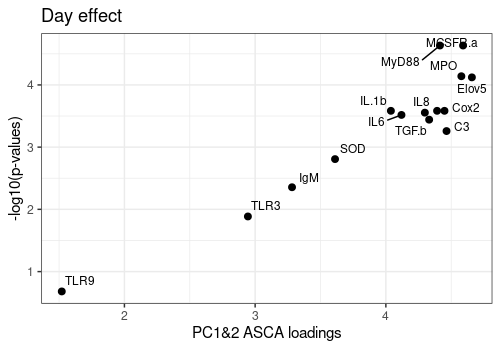 Day effect
MCSFR.a
MyD88
MPO
Elov5
IL.1b
IL8
Cox2
IL6
TGF.b
C3
SOD
IgM
TLR3
TLR9
4
3
2
1
-log10(p-values)
2
3
4
PC1&2 ASCA loadings